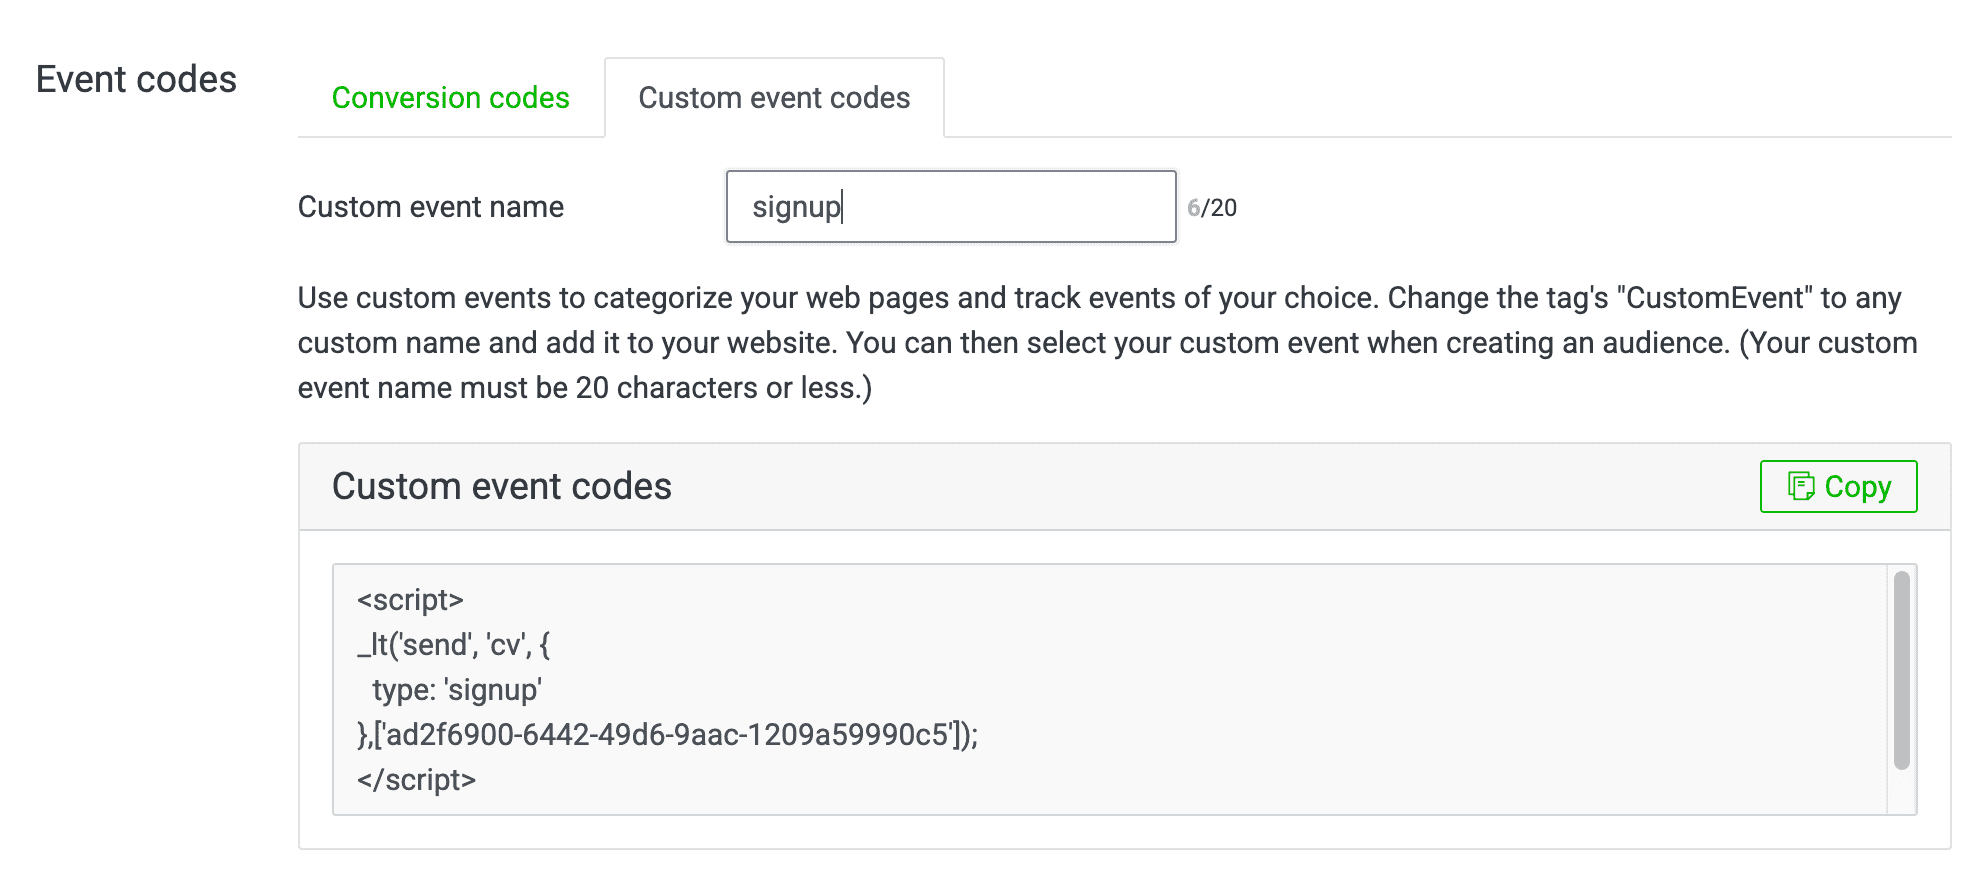 Event codes
Conversion codes
Custom event codes
Custom event name
signup
6/20
Use custom events to categorize your web pages and track events of your choice. Change the tag's "CustomEvent" to any
custom name and add it to your website. You can then select your custom event when creating an audience. (Your custom
event name must be 20 characters or less.)
Custom event codes
Copy
<script>
_lt('send', 'cv', {
  type: 'signup'
},['ad2f6900-6442-49d6-9aac-1209a59990c5']);
</script>